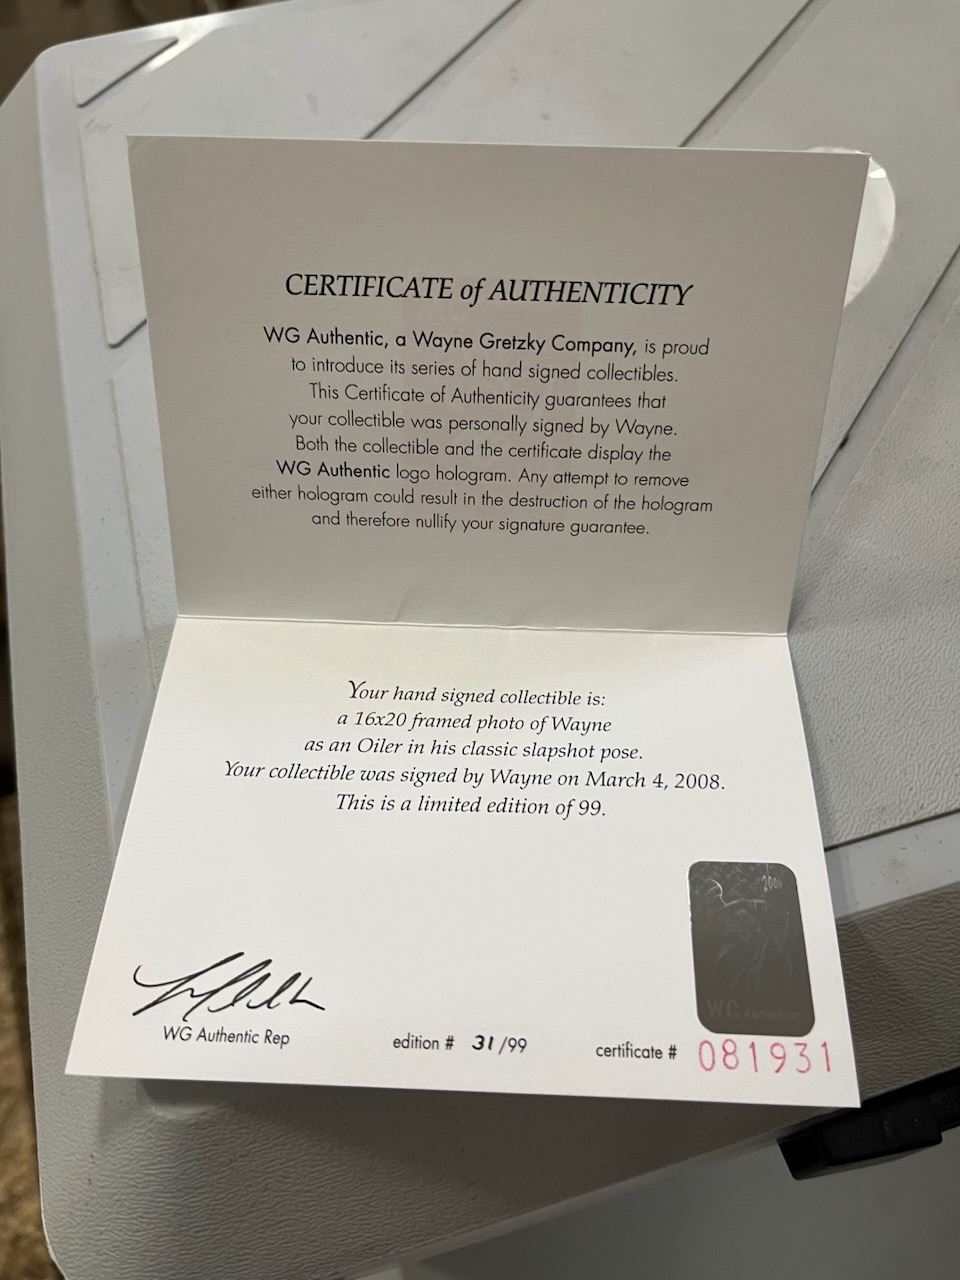 CERTIFICATE of AUTHENTICITY
WG Authentic, a Wayne Gretzky Company, is proud
to introduce its series of hand signed collectibles.
This Certificate of Authenticity guarantees that
your collectible was personally signed by Wayne.
Both the collectible and the certificate display the
WG Authentic logo hologram. Any attempt to remove
either hologram could result in the destruction of the hologram
and therefore nullify your signature guarantee.
Your hand signed collectible is:
a 16x20 framed photo of Wayne
as an Oiler in his classic slapshot pose.
Your collectible was signed by Wayne on March 4, 2008.
This is a limited edition of 99.
WG AUTHENTIC
WG Authentic Rep
edition # 31/99
certificate # 081931